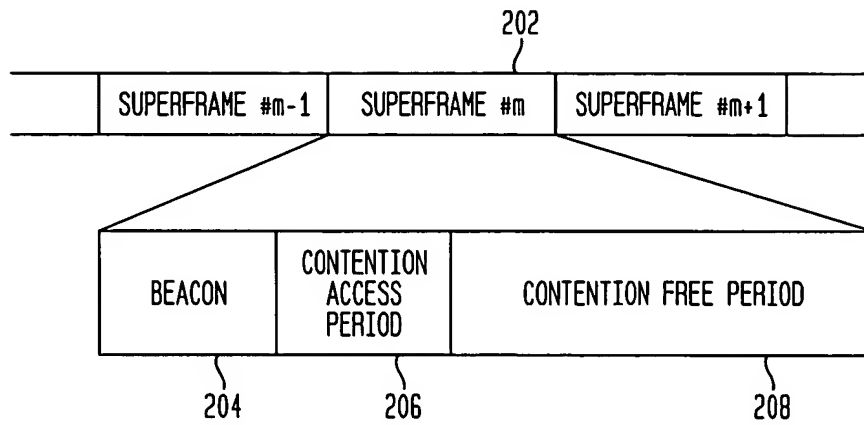 202
SUPERFRAME #m-1 SUPERFRAME #m SUPERFRAME #m+1
BEACON
CONTENTION
ACCESS
PERIOD
CONTENTION FREE PERIOD
204 206 208